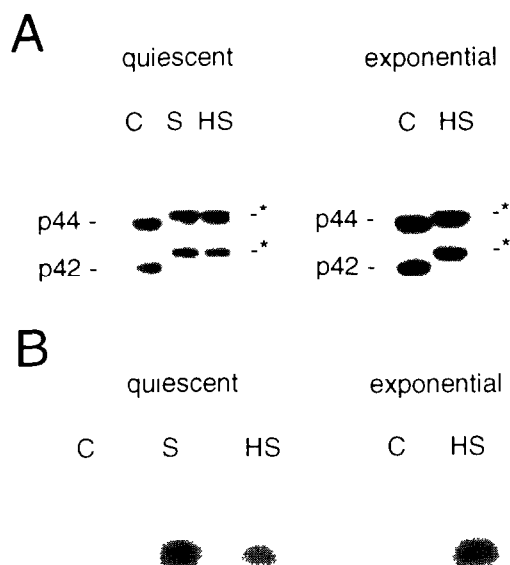 A
quiescent exponential
C S HS C HS
p44 - -* p44 - -*
-* -*
p42 - p42 -
B
quiescent exponential
C S HS C HS